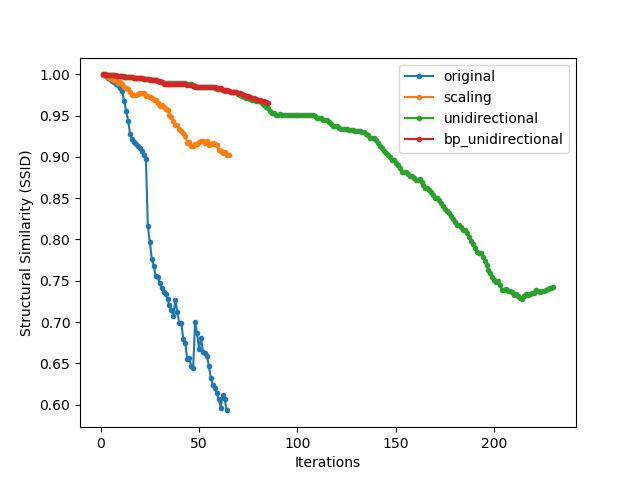 original
scaling
unidirectional
bp_unidirectional
1.00
0.95
0.90
0.85
0.80
0.75
0.70
0.65
0.60
Structural Similarity (SSID)
0 50 100 150 200
Iterations